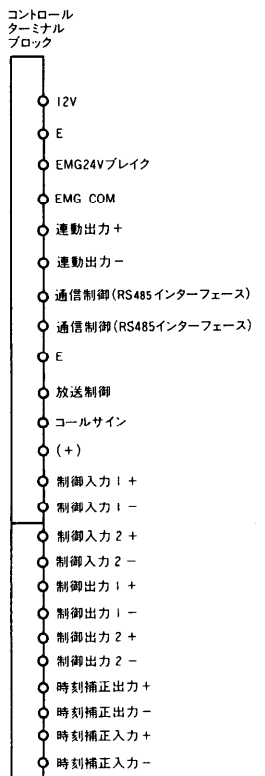 コントロール
ターミナル
ブロック
12V
E
EMG24Vブレイク
EMG COM
連動出力+
連動出力−
通信制御(RS485インターフェース)
通信制御(RS485インターフェース)
E
放送制御
コールサイン
(+)
制御入力1+
制御入力1−
制御入力2+
制御入力2−
制御出力1+
制御出力1−
制御出力2+
制御出力2−
時刻補正出力+
時刻補正出力−
時刻補正入力+
時刻補正入力−